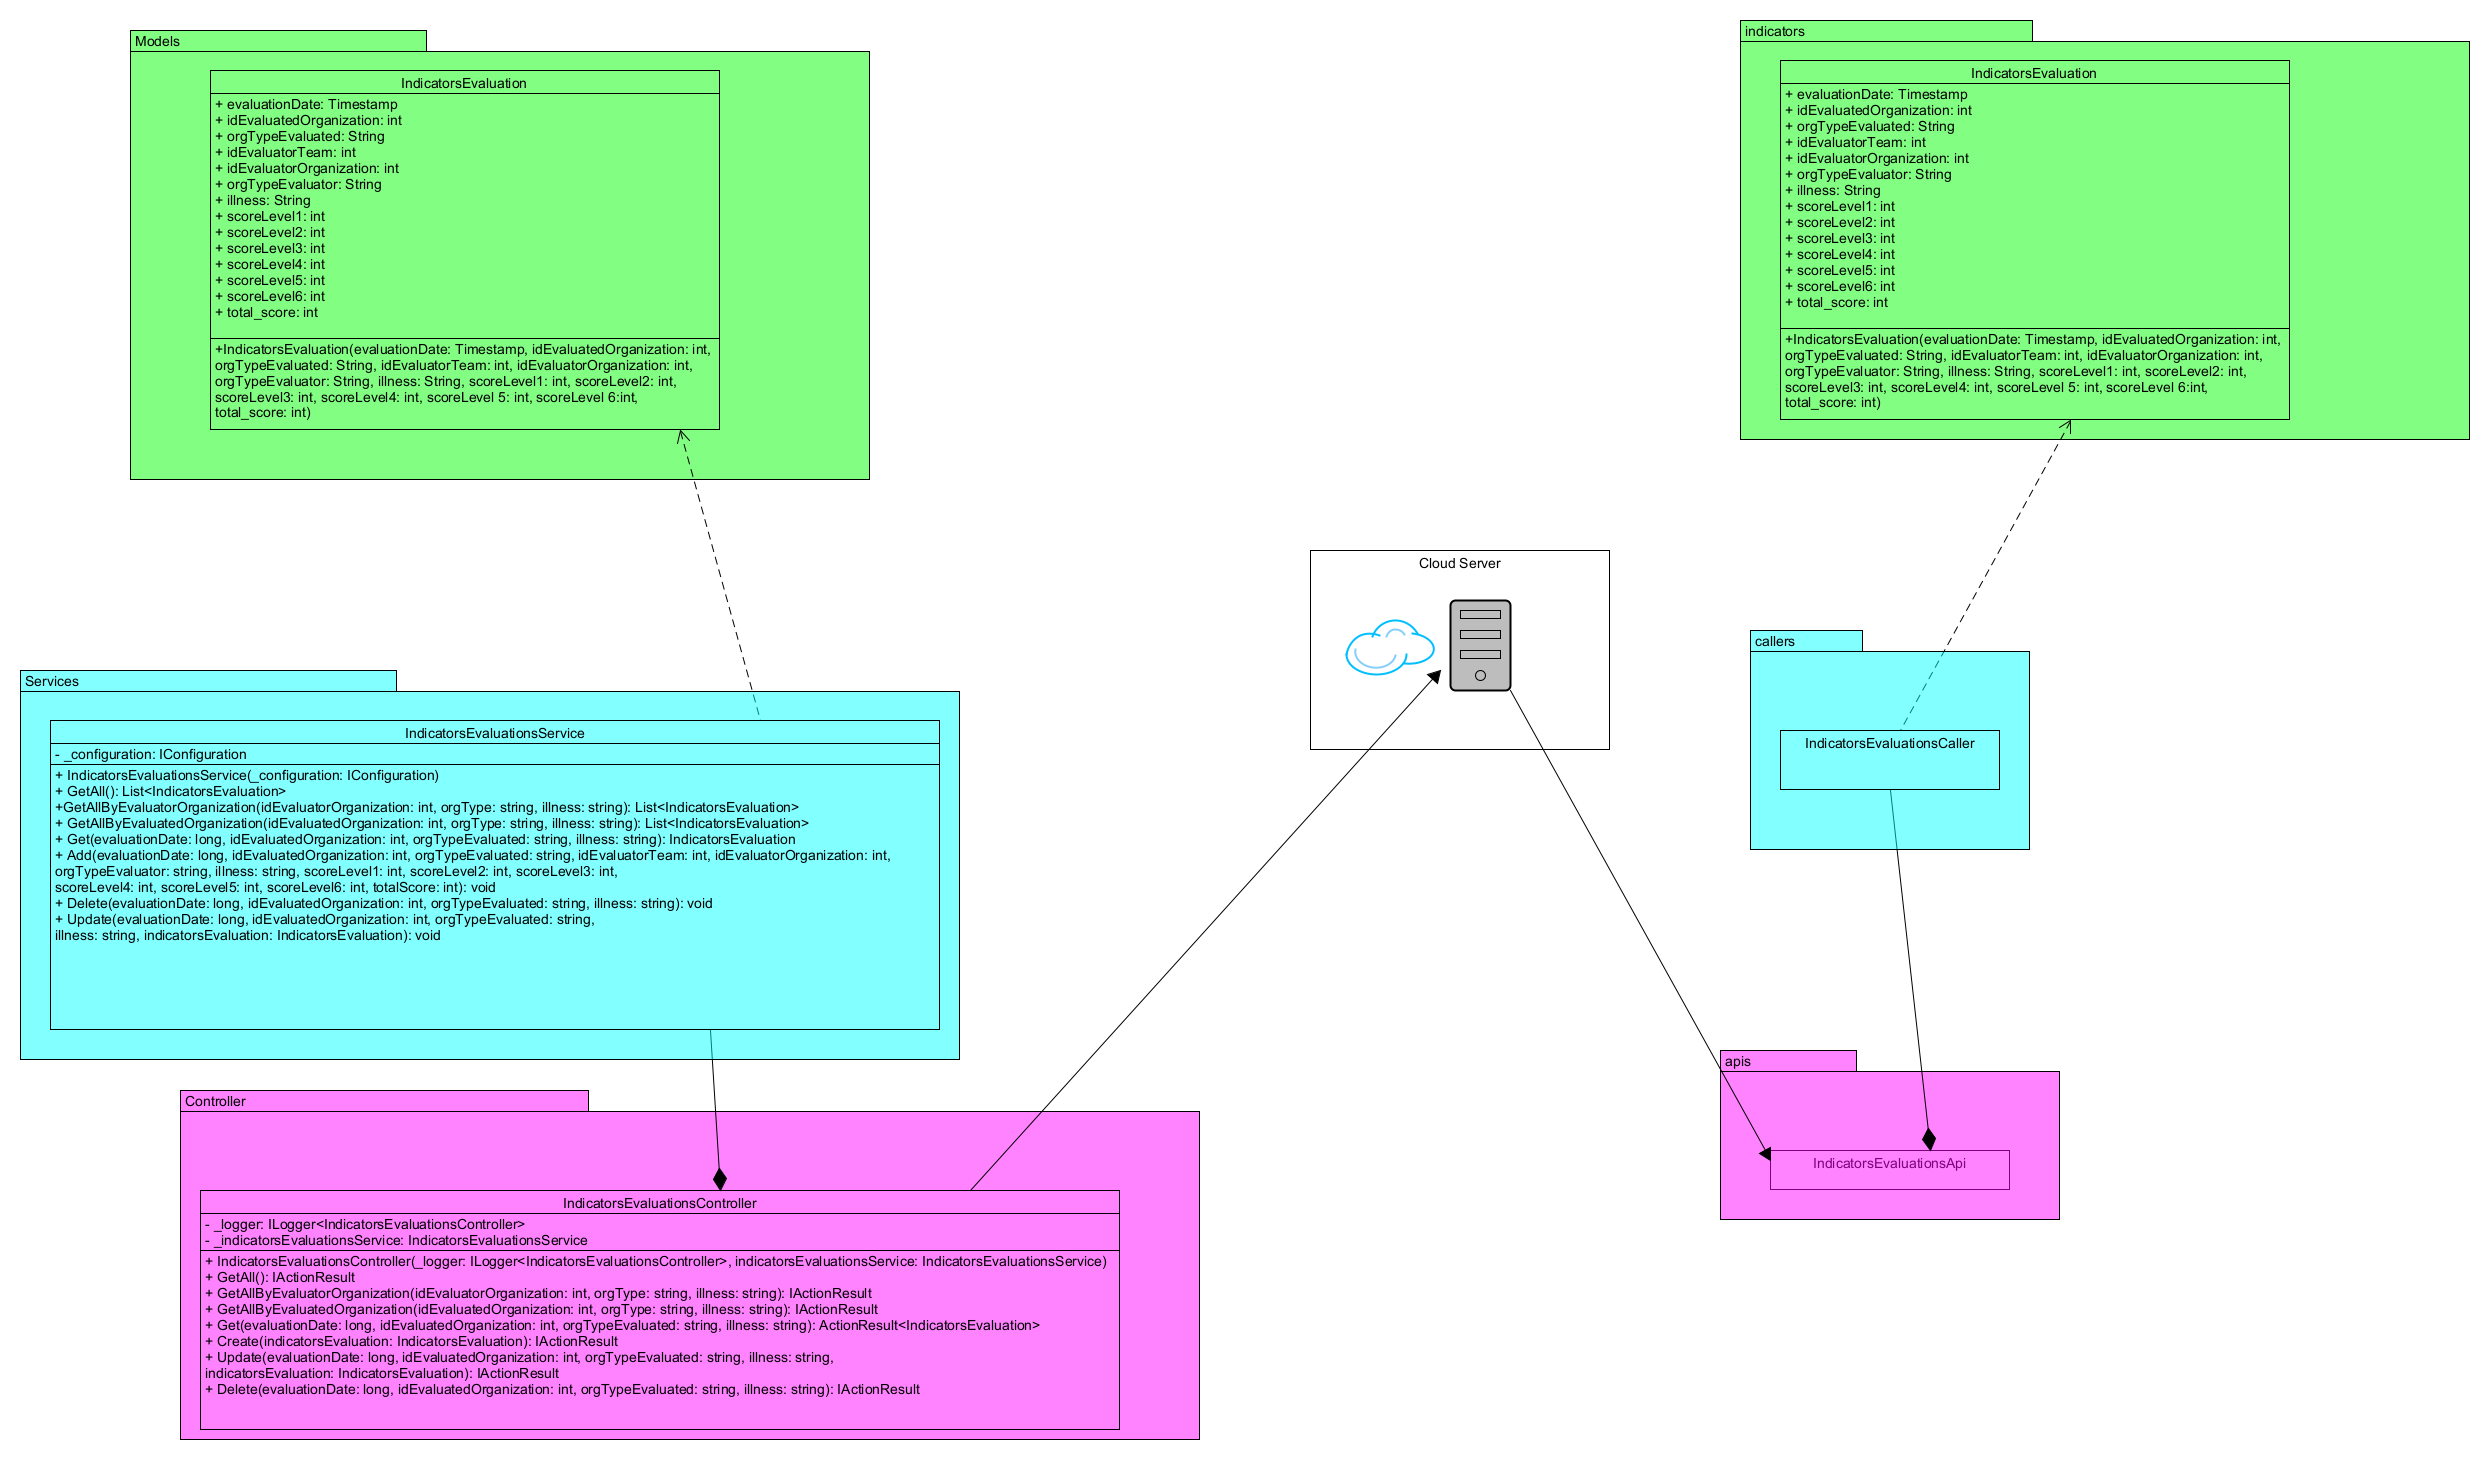 Models
IndicatorsEvaluation
+ evaluationDate: Timestamp
+ idEvaluatedOrganization: int
+ orgTypeEvaluated: String
+ idEvaluatorTeam: int
+ idEvaluatorOrganization: int
+ orgTypeEvaluator: String
+ illness: String
+ scoreLevel1: int
+ scoreLevel2: int
+ scoreLevel3: int
+ scoreLevel4: int
+ scoreLevel5: int
+ scoreLevel6: int
+ total_score: int
+IndicatorsEvaluation(evaluationDate: Timestamp, idEvaluatedOrganization: int,
orgTypeEvaluated: String, idEvaluatorTeam: int, idEvaluatorOrganization: int,
orgTypeEvaluator: String, illness: String, scoreLevel1: int, scoreLevel2: int,
scoreLevel3: int, scoreLevel4: int, scoreLevel 5: int, scoreLevel 6:int,
total_score: int)
indicators
IndicatorsEvaluation
+ evaluationDate: Timestamp
+ idEvaluatedOrganization: int
+ orgTypeEvaluated: String
+ idEvaluatorTeam: int
+ idEvaluatorOrganization: int
+ orgTypeEvaluator: String
+ illness: String
+ scoreLevel1: int
+ scoreLevel2: int
+ scoreLevel3: int
+ scoreLevel4: int
+ scoreLevel5: int
+ scoreLevel6: int
+ total_score: int
+IndicatorsEvaluation(evaluationDate: Timestamp, idEvaluatedOrganization: int,
orgTypeEvaluated: String, idEvaluatorTeam: int, idEvaluatorOrganization: int,
orgTypeEvaluator: String, illness: String, scoreLevel1: int, scoreLevel2: int,
scoreLevel3: int, scoreLevel4: int, scoreLevel 5: int, scoreLevel 6:int,
total_score: int)
Cloud Server
callers
IndicatorsEvaluationsCaller
Services
IndicatorsEvaluationsService
- _configuration: IConfiguration
+ IndicatorsEvaluationsService(_configuration: IConfiguration)
+ GetAll(): List<IndicatorsEvaluation>
+GetAllByEvaluatorOrganization(idEvaluatorOrganization: int, orgType: string, illness: string): List<IndicatorsEvaluation>
+ GetAllByEvaluatedOrganization(idEvaluatedOrganization: int, orgType: string, illness: string): List<IndicatorsEvaluation>
+ Get(evaluationDate: long, idEvaluatedOrganization: int, orgTypeEvaluated: string, illness: string): IndicatorsEvaluation
+ Add(evaluationDate: long, idEvaluatedOrganization: int, orgTypeEvaluated: string, idEvaluatorTeam: int, idEvaluatorOrganization: int,
orgTypeEvaluator: string, illness: string, scoreLevel1: int, scoreLevel2: int, scoreLevel3: int,
scoreLevel4: int, scoreLevel5: int, scoreLevel6: int, totalScore: int): void
+ Delete(evaluationDate: long, idEvaluatedOrganization: int, orgTypeEvaluated: string, illness: string): void
+ Update(evaluationDate: long, idEvaluatedOrganization: int, orgTypeEvaluated: string,
illness: string, indicatorsEvaluation: IndicatorsEvaluation): void
apis
IndicatorsEvaluationsApi
Controller
IndicatorsEvaluationsController
- _logger: ILogger<IndicatorsEvaluationsController>
- _indicatorsEvaluationsService: IndicatorsEvaluationsService
+ IndicatorsEvaluationsController(_logger: ILogger<IndicatorsEvaluationsController>, indicatorsEvaluationsService: IndicatorsEvaluationsService)
+ GetAll(): IActionResult
+ GetAllByEvaluatorOrganization(idEvaluatorOrganization: int, orgType: string, illness: string): IActionResult
+ GetAllByEvaluatedOrganization(idEvaluatedOrganization: int, orgType: string, illness: string): IActionResult
+ Get(evaluationDate: long, idEvaluatedOrganization: int, orgTypeEvaluated: string, illness: string): ActionResult<IndicatorsEvaluation>
+ Create(indicatorsEvaluation: IndicatorsEvaluation): IActionResult
+ Update(evaluationDate: long, idEvaluatedOrganization: int, orgTypeEvaluated: string, illness: string,
indicatorsEvaluation: IndicatorsEvaluation): IActionResult
+ Delete(evaluationDate: long, idEvaluatedOrganization: int, orgTypeEvaluated: string, illness: string): IActionResult